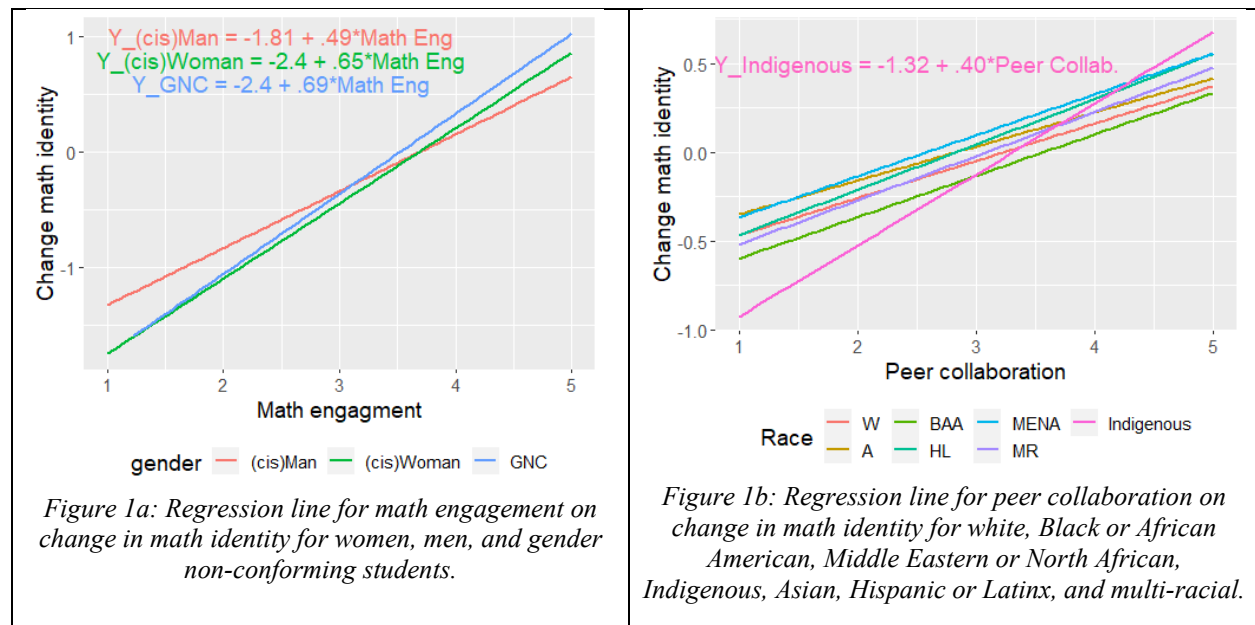 Y_(cis)Man = -1.81 + .49*Math Eng
Y_(cis)Woman = -2.4 + .65*Math Eng
Y_GNC = -2.4 + .69*Math Eng
Change math identity
1
0
-1
1 2 3 4 5
Math engagment
gender (cis)Man (cis)Woman GNC
Figure 1a: Regression line for math engagement on
change in math identity for women, men, and gender
non-conforming students.
Y_Indigenous = -1.32 + .40*Peer Collab.
Change math identity
0.5
0.0
-0.5
-1.0
1 2 3 4 5
Peer collaboration
Race
W BAA MENA Indigenous
A HL MR
Figure 1b: Regression line for peer collaboration on
change in math identity for white, Black or African
American, Middle Eastern or North African,
Indigenous, Asian, Hispanic or Latinx, and multi-racial.